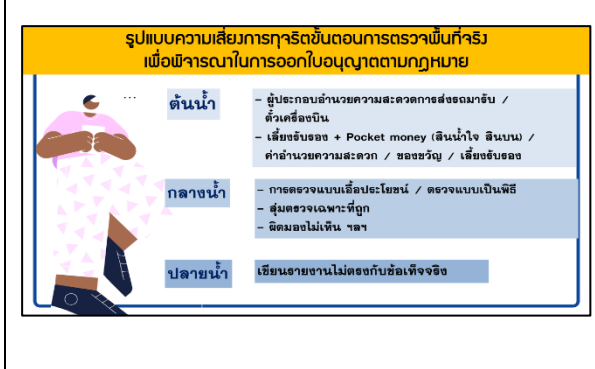 รูปแบบความเสี่ยงการทุจริตขั้นตอนการตรวจพื้นที่จริง
เพื่อพิจารณาในการออกใบอนุญาตตามกฎหมาย
ต้นน้ำ
- ผู้ประกอบอำนวยความสะดวกการส่งรถมารับ /
ตั๋วเครื่องบิน
- เลี้ยงรับรอง + Pocket money (สินน้ำใจ สินบน) /
ค่าอำนวยความสะดวก / ของขวัญ / เลี้ยงรับรอง
กลางน้ำ
- การตรวจแบบเอื้อประโยชน์ / ตรวจแบบเป็นพิธี
- สุ่มตรวจเฉพาะที่ถูก
- ผิดมองไม่เห็น ฯลฯ
ปลายน้ำ
เขียนรายงานไม่ตรงกับข้อเท็จจริง